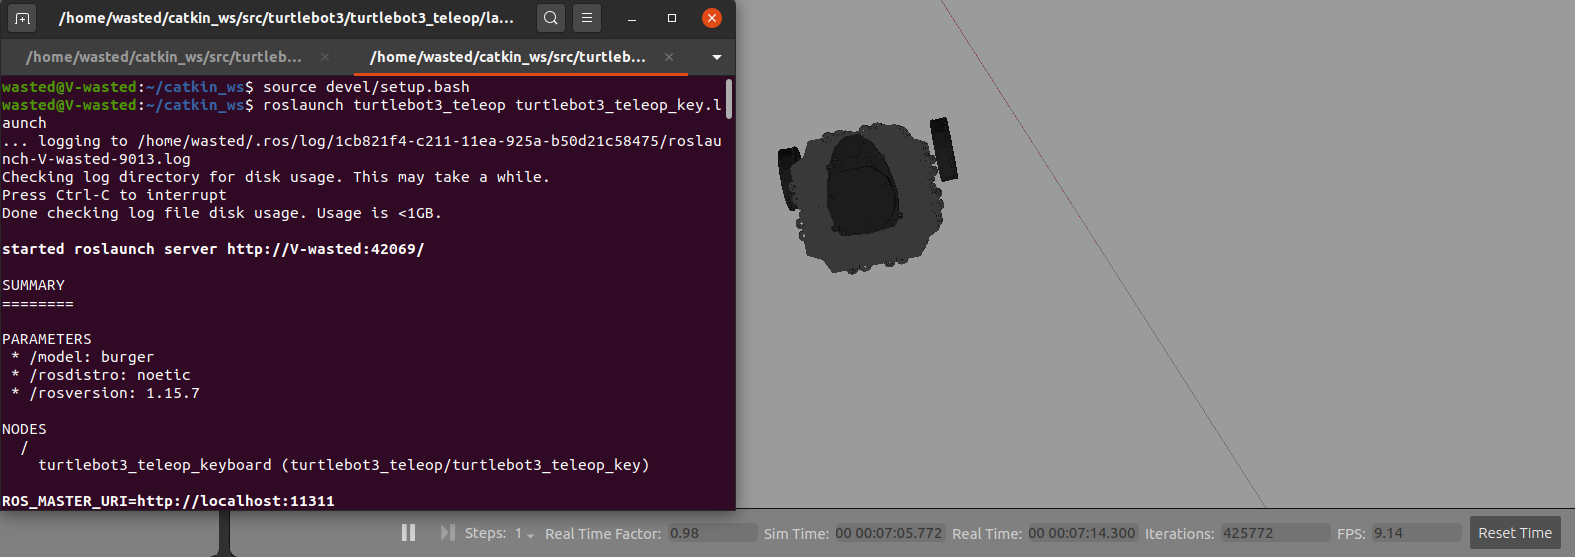 /home/wasted/catkin_ws/src/turtlebot3/turtlebot3_teleop/la...
/home/wasted/catkin_ws/src/turtleb...
/home/wasted/catkin_ws/src/turtleb...
wasted@V-wasted:~/catkin_ws$ source devel/setup.bash
wasted@V-wasted:~/catkin_ws$ roslaunch turtlebot3_teleop turtlebot3_teleop_key.l
aunch
... logging to /home/wasted/.ros/log/1cb821f4-c211-11ea-925a-b50d21c58475/roslau
nch-V-wasted-9013.log
Checking log directory for disk usage. This may take a while.
Press Ctrl-C to interrupt
Done checking log file disk usage. Usage is <1GB.
started roslaunch server http://V-wasted:42069/
SUMMARY
========
PARAMETERS
* /model: burger
* /rosdistro: noetic
* /rosversion: 1.15.7
NODES
/
turtlebot3_teleop_keyboard (turtlebot3_teleop/turtlebot3_teleop_key)
ROS_MASTER_URI=http://localhost:11311
Steps: 1 Real Time Factor: 0.98 Sim Time: 00 00:07:05.772 Real Time: 00 00:07:14.300 Iterations: 425772 FPS: 9.14 Reset Time